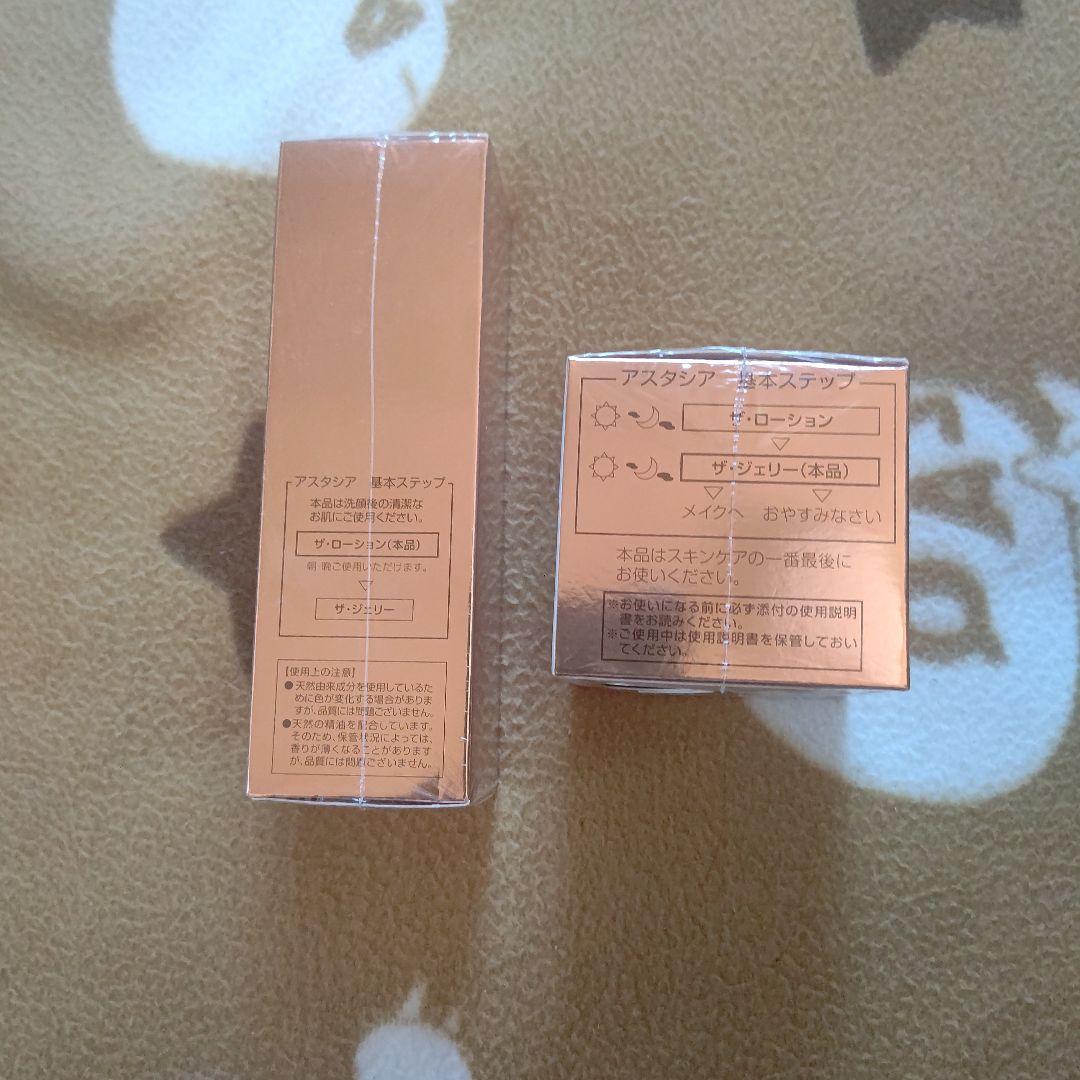 アスタシア 基本ステップ
本品は洗顔後の清潔な
お肌にご使用ください。
ザ・ローション(本品)
朝・晩ご使用いただけます。
ザ・ジェリー
【使用上の注意】
●天然由来成分を使用しているた
めに色が変化する場合がありま
すが、品質には問題ございません。
●天然の精油を配合しています。
そのため、保管状況によっては、
香りが薄くなることがあります
が、品質には問題ございません。
アスタシア 基本ステップ
ザ・ローション
ザ・ジェリー(本品)
メイクへ おやすみなさい
本品はスキンケアの一番最後に
お使いください。
※お使いになる前に必ず添付の使用説明
書をお読みください。
※ご使用中は使用説明書を保管しておい
てください。